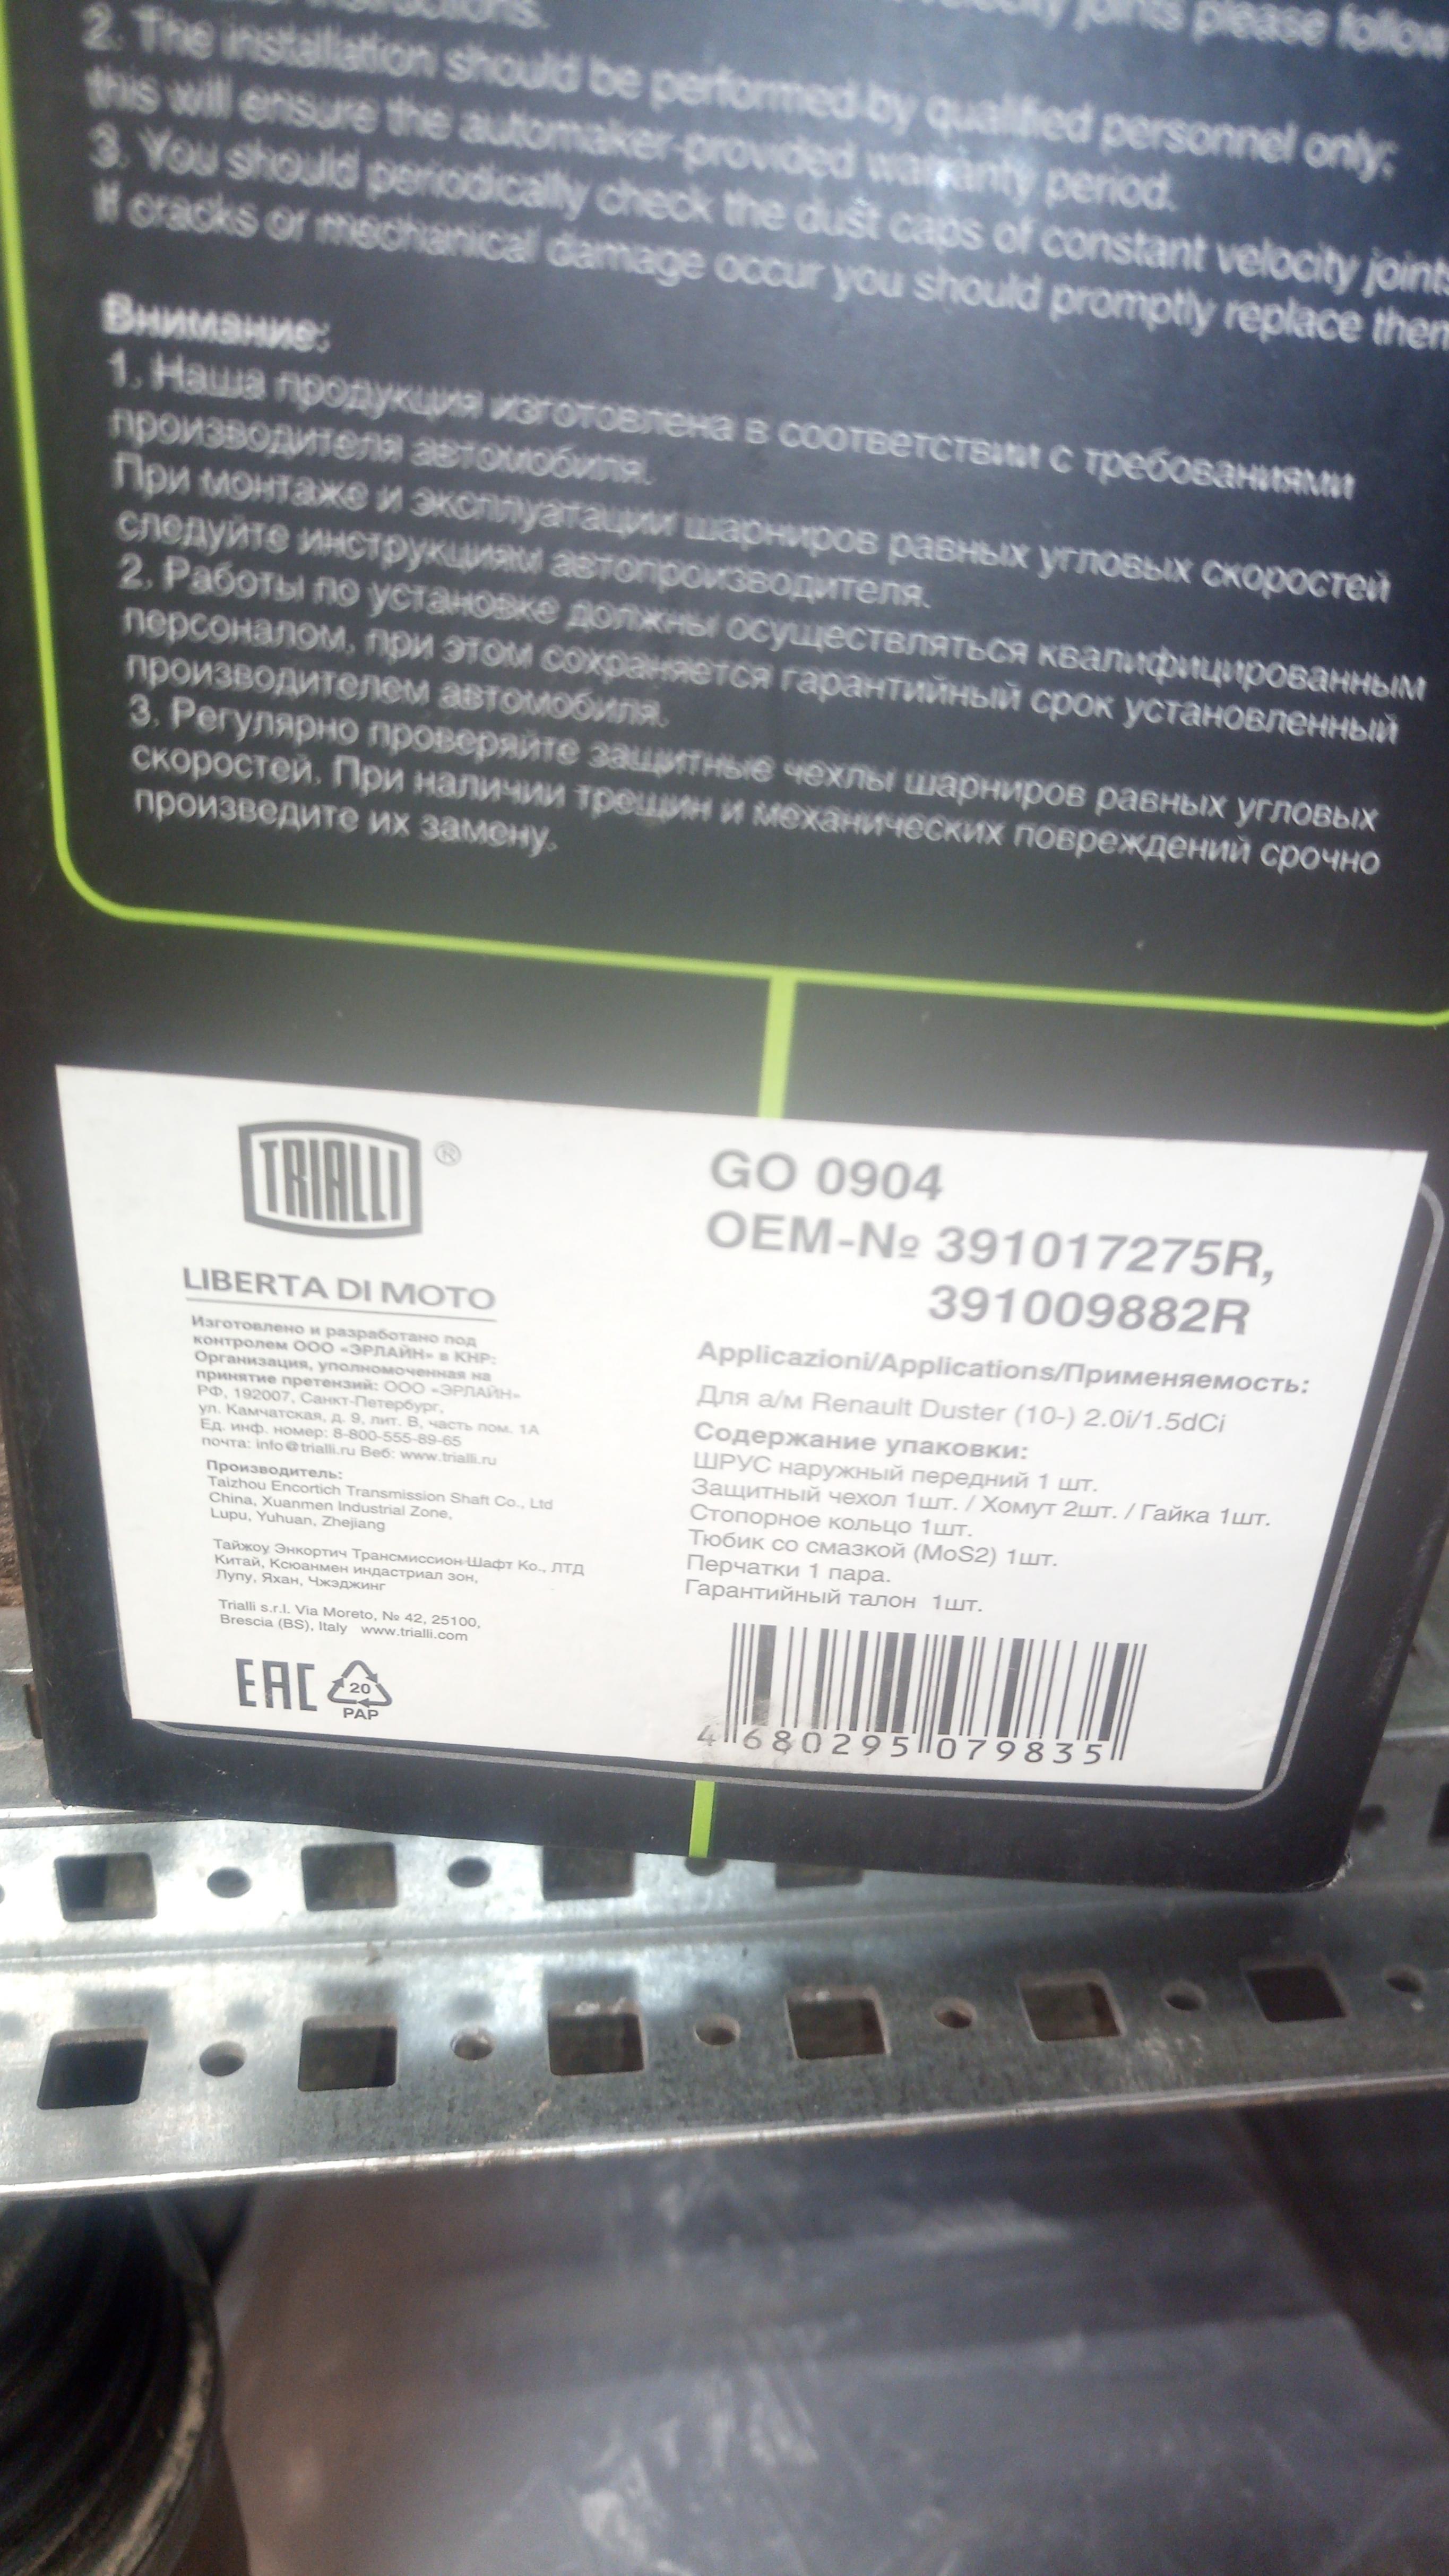 instructions.
velocity joints please follow
2. The installation should be performed by qualified personnel only;
this will ensure the automaker-provided warranty period.
3. You should periodically check the dust caps of constant velocity joints
If cracks or mechanical damage occur you should promptly replace them
Внимание:
1. Наша продукция изготовлена в соответствии с требованиями
производителя автомобиля.
При монтаже и эксплуатации шарниров равных угловых скоростей
следуйте инструкциям автопроизводителя.
2. Работы по установке должны осуществляться квалифицированным
персоналом, при этом сохраняется гарантийный срок установленный
производителем автомобиля.
3. Регулярно проверяйте защитные чехлы шарниров равных угловых
скоростей. При наличии трещин и механических повреждений срочно
произведите их замену.
TRIALLI ®
LIBERTA DI MOTO
Изготовлено и разработано под
контролем ООО «ЭРЛАЙН» в КНР:
Организация, уполномоченная на
принятие претензий: ООО «ЭРЛАЙН»
РФ, 192007, Санкт-Петербург,
ул. Камчатская, д. 9, лит. В, часть пом. 1А
Ед. инф. номер: 8-800-555-89-65
почта: info@trialli.ru Веб: www.trialli.ru
Производитель:
Taizhou Encortich Transmission Shaft Co., Ltd
China, Xuanmen Industrial Zone,
Lupu, Yuhuan, Zhejiang
Тайжоу Энкортич Трансмиссион Шафт Ко., ЛТД
Китай, Ксюанмен индастриал зон,
Лупу, Яхан, Чжэджинг
Trialli s.r.l. Via Moreto, № 42, 25100,
Brescia (BS), Italy www.trialli.com
EAC 20
PAP
GO 0904
OEM-№ 391017275R,
391009882R
Applicazioni/Applications/Применяемость:
Для а/м Renault Duster (10-) 2.0i/1.5dCi
Содержание упаковки:
ШРУС наружный передний 1 шт.
Защитный чехол 1шт. / Хомут 2шт. / Гайка 1шт.
Стопорное кольцо 1шт.
Тюбик со смазкой (MoS2) 1шт.
Перчатки 1 пара.
Гарантийный талон 1шт.
4 680295 079835